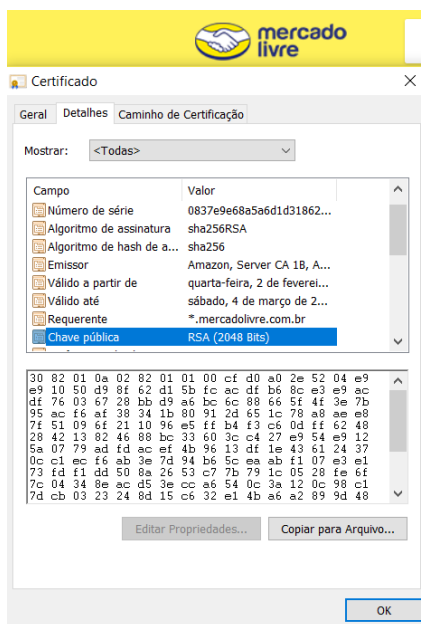 mercado
livre
Certificado
Geral Detalhes Caminho de Certificação
Mostrar: <Todas>
Campo Valor
Número de série 0837e9e68a5a6d1d31862...
Algoritmo de assinatura sha256RSA
Algoritmo de hash de a... sha256
Emissor Amazon, Server CA 1B, A...
Válido a partir de quarta-feira, 2 de feverei...
Válido até sábado, 4 de março de 2...
Requerente *.mercadolivre.com.br
Chave pública RSA (2048 Bits)
30 82 01 0a 02 82 01 01 00 cf d0 a0 2e 52 04 e9
e9 10 50 d9 8f 62 d1 5b fc ac df b6 8c e3 e9 ac
df 76 03 67 28 bb d9 a6 bc 6c 88 66 5f 4f 3e 7b
95 ac f6 af 38 34 1b 80 91 2d 65 1c 78 a8 ae e8
7f 51 09 6f 21 10 96 e5 ff b4 f3 c6 0d ff 62 48
28 42 13 82 46 88 bc 33 60 3c c4 27 e9 54 e9 12
5a 07 79 ad fd ac ef 4b 96 13 df 1e 43 61 24 37
0c c1 ec f6 ab 3e 7d 94 b6 5c ea ab f1 07 e3 e1
73 fd f1 dd 50 8a 26 53 c7 7b 79 1c 05 28 fe 6f
7c 04 34 8e ac d5 3e cc a6 54 0c 3a 12 0c 98 c1
7d cb 03 23 24 8d 15 c6 32 e1 4b a6 a2 89 9d 48
Editar Propriedades... Copiar para Arquivo...
OK